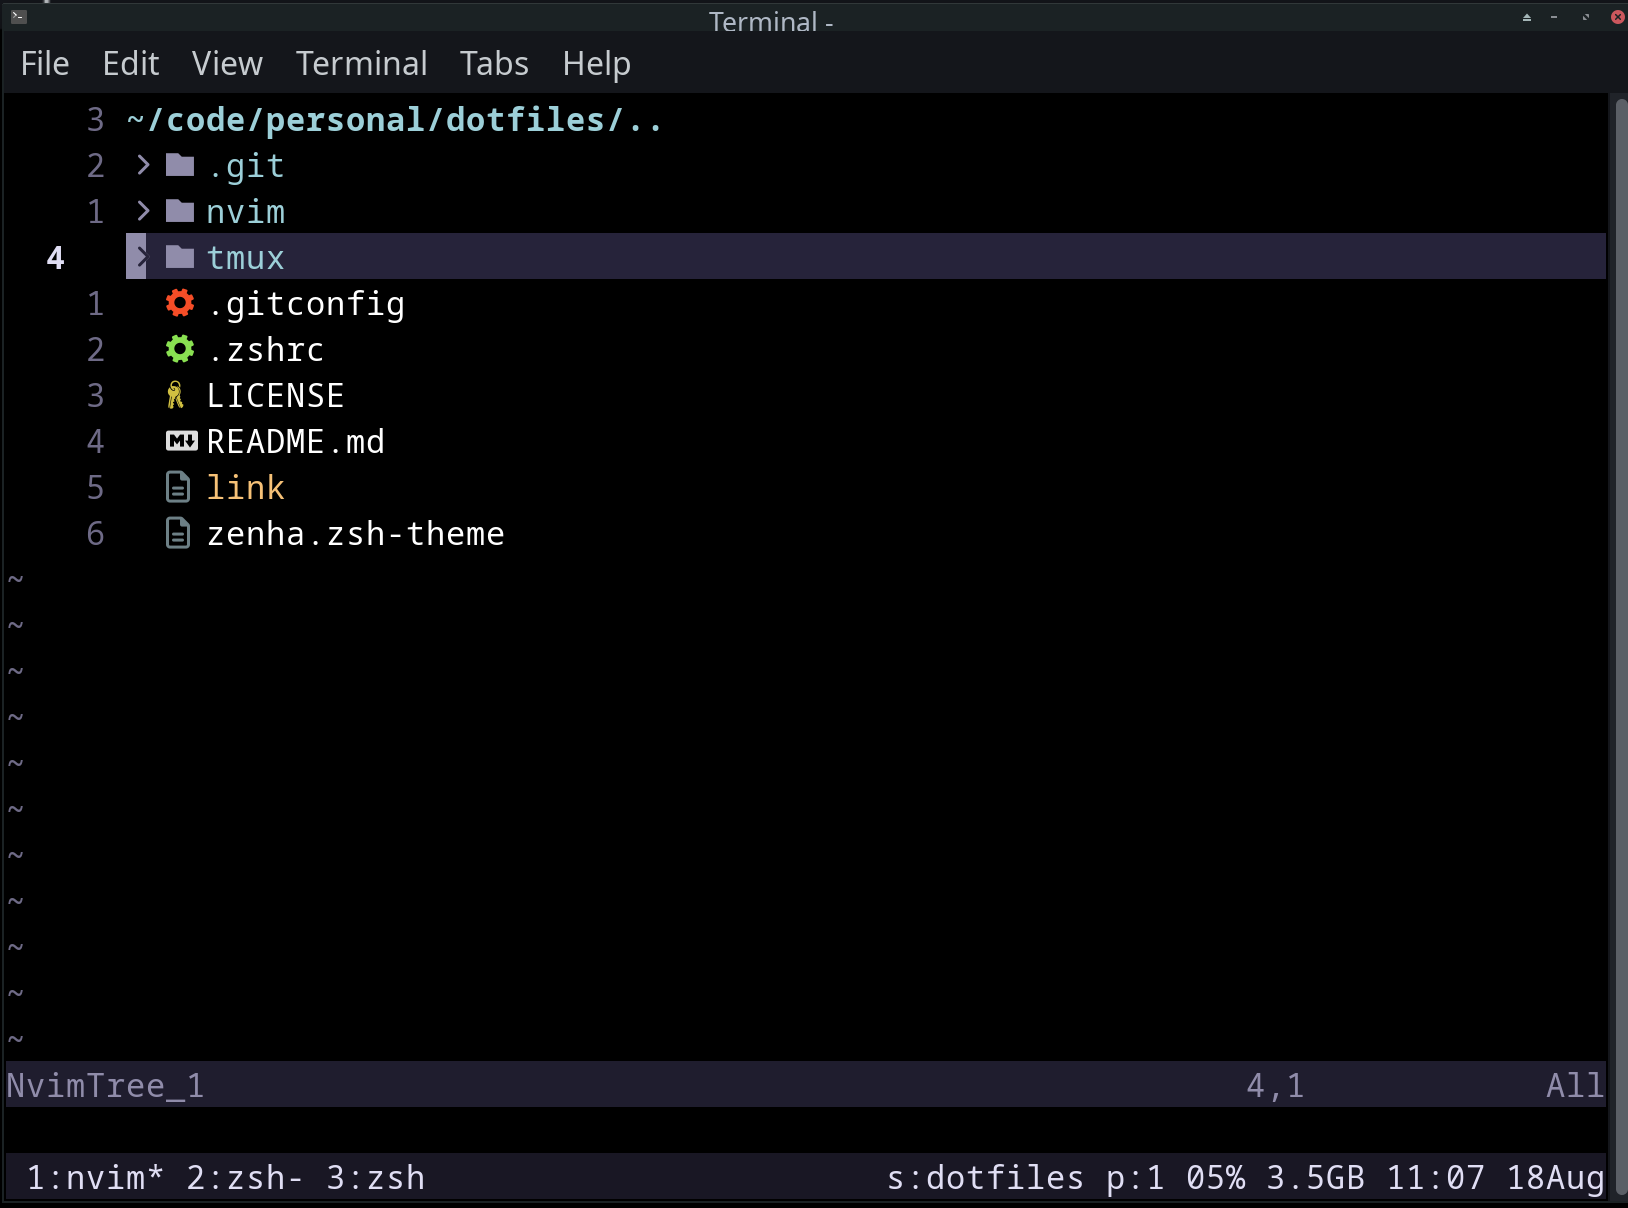 Terminal -
File Edit View Terminal Tabs Help
3 ~/code/personal/dotfiles/..
2 > .git
1 > nvim
4 > tmux
1 .gitconfig
2 .zshrc
3 LICENSE
4 README.md
5 link
6 zenha.zsh-theme
~
~
~
~
~
~
~
~
~
~
~
NvimTree_1 4,1 All
1:nvim* 2:zsh- 3:zsh s:dotfiles p:1 05% 3.5GB 11:07 18Aug